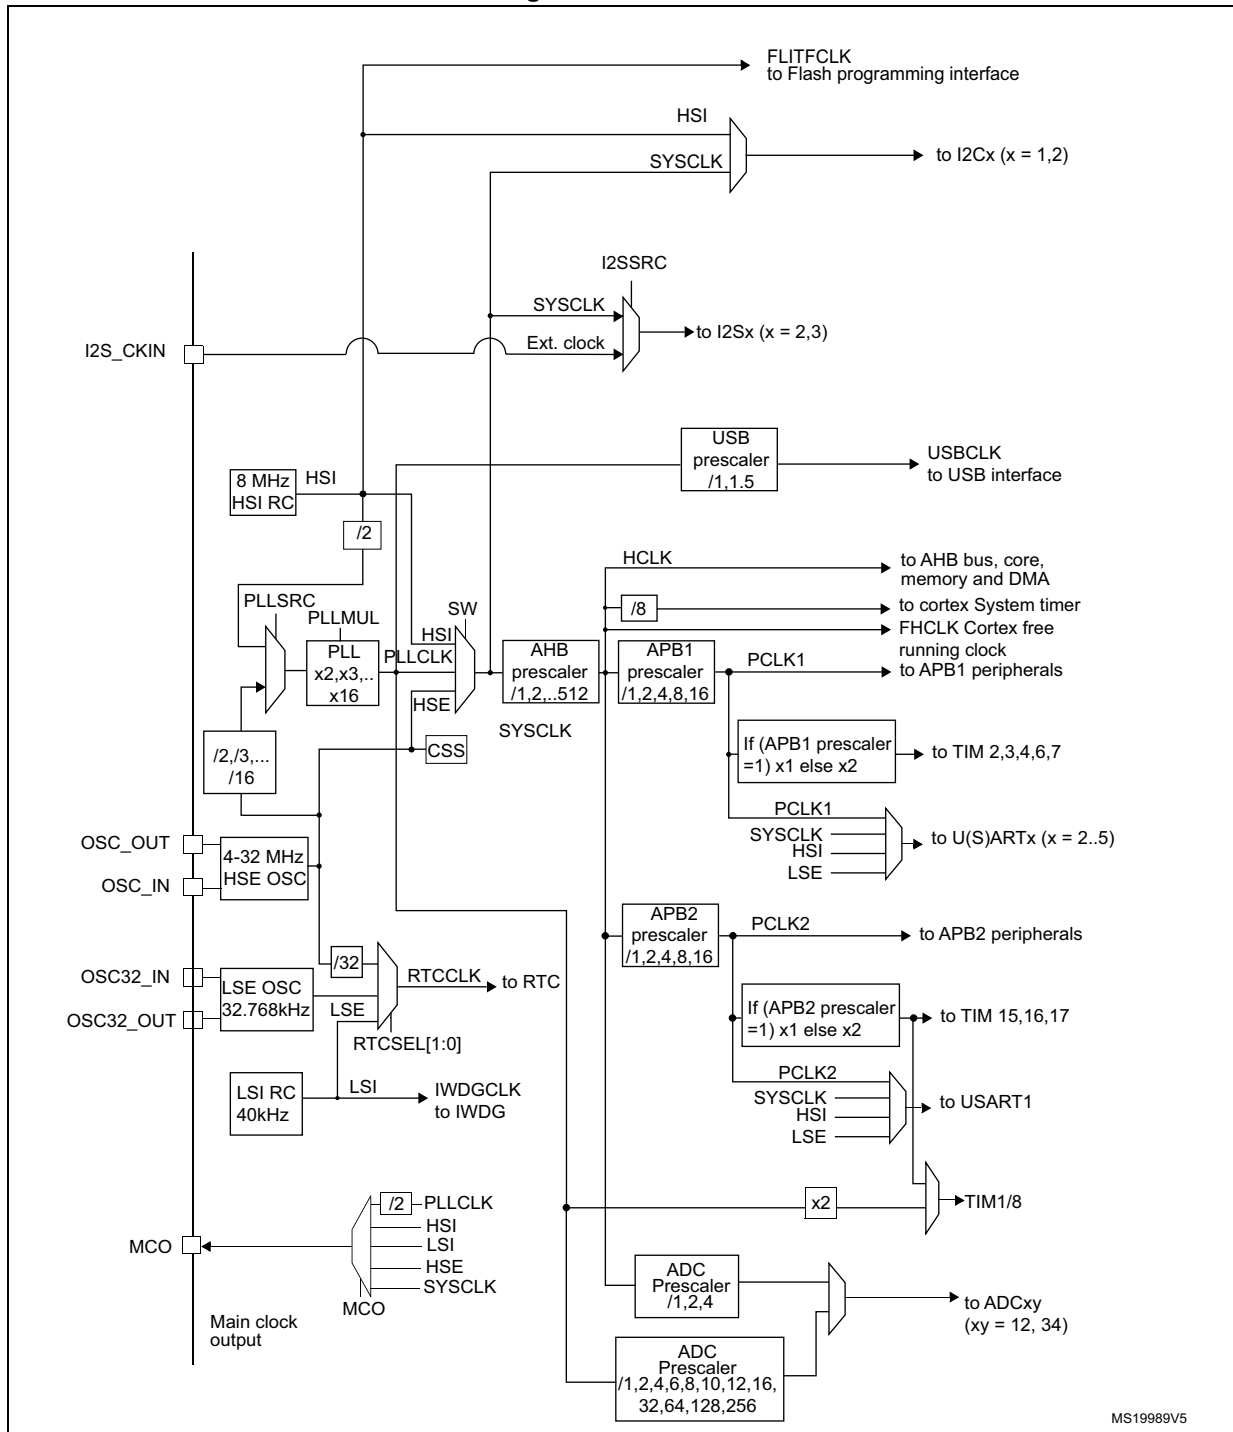 FLITFCLK
to Flash programming interface
HSI
to I2Cx (x = 1,2)
SYSCLK
I2SSRC
SYSCLK
to I2Sx (x = 2,3)
I2S_CKIN
Ext. clock
USB
prescaler
/1,1.5
USBCLK
to USB interface
8 MHz
HSI RC
HSI
/2
HCLK
to AHB bus, core,
memory and DMA
/8
to cortex System timer
FHCLK Cortex free
running clock
PLLSRC
PLLMUL
PLL
x2,x3,..
x16
SW
HSI
PLLCLK
HSE
AHB
prescaler
/1,2,..512
APB1
prescaler
/1,2,4,8,16
PCLK1
to APB1 peripherals
SYSCLK
CSS
/2,/3,...
/16
If (APB1 prescaler
=1) x1 else x2
to TIM 2,3,4,6,7
PCLK1
SYSCLK
HSI
LSE
to U(S)ARTx (x = 2..5)
OSC_OUT
OSC_IN
4-32 MHz
HSE OSC
APB2
prescaler
/1,2,4,8,16
PCLK2
to APB2 peripherals
/32
OSC32_IN
OSC32_OUT
LSE OSC
32.768kHz
LSE
RTCCLK
to RTC
RTCSEL[1:0]
If (APB2 prescaler
=1) x1 else x2
to TIM 15,16,17
LSI RC
40kHz
LSI
IWDGCLK
to IWDG
PCLK2
SYSCLK
HSI
LSE
to USART1
x2
TIM1/8
/2
PLLCLK
HSI
LSI
HSE
SYSCLK
MCO
MCO
Main clock
output
ADC
Prescaler
/1,2,4
to ADCxy
(xy = 12, 34)
ADC
Prescaler
/1,2,4,6,8,10,12,16,
32,64,128,256
MS19989V5